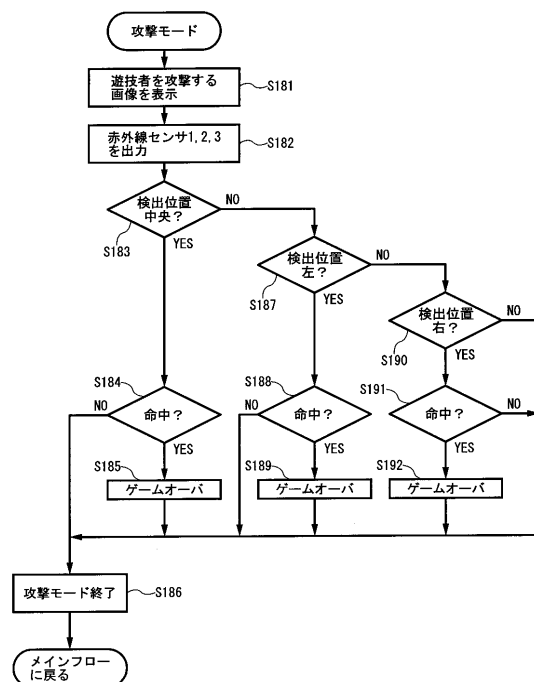 攻撃モード
遊技者を攻撃する
画像を表示
S181
赤外線センサ1,2,3
を出力
S182
検出位置
中央?
NO
S183
YES
検出位置
左?
NO
S187
YES
検出位置
右?
NO
S190
YES
S184
NO
命中?
YES
S188
NO
命中?
YES
S191
命中?
NO
YES
S185
ゲームオーバ
S189
ゲームオーバ
S192
ゲームオーバ
攻撃モード終了
S186
メインフロー
に戻る